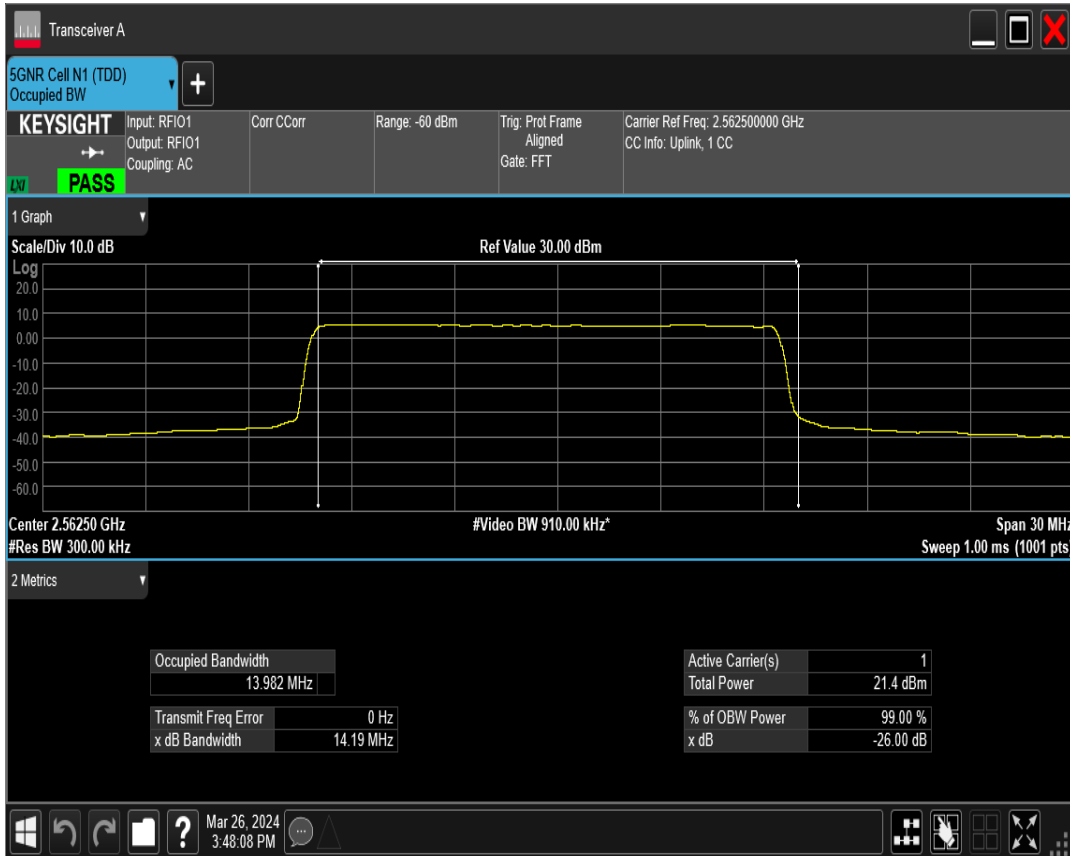 Transceiver A
5GNR Cell N1 (TDD)
Occupied BW
KEYSIGHT
LXI
PASS
Input: RFIO1
Output: RFIO1
Coupling: AC
Corr CCorr
Range: -60 dBm
Trig: Prot Frame
Aligned
Gate: FFT
Carrier Ref Freq: 2.562500000 GHz
CC Info: Uplink, 1 CC
1 Graph
Scale/Div 10.0 dB
Ref Value 30.00 dBm
Log
20.0
10.0
0.00
-10.0
-20.0
-30.0
-40.0
-50.0
-60.0
Center 2.56250 GHz
#Video BW 910.00 kHz*
Span 30 MHz
#Res BW 300.00 kHz
Sweep 1.00 ms (1001 pts)
2 Metrics
Occupied Bandwidth
13.982 MHz
Transmit Freq Error 0 Hz
x dB Bandwidth 14.19 MHz
Active Carrier(s) 1
Total Power 21.4 dBm
% of OBW Power 99.00 %
x dB -26.00 dB
Mar 26, 2024
3:48:08 PM